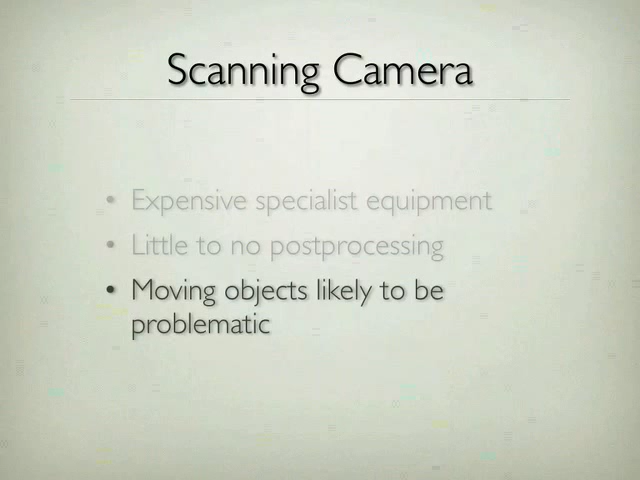 Scanning Camera
• Expensive specialist equipment
• Little to no postprocessing
• Moving objects likely to be
problematic